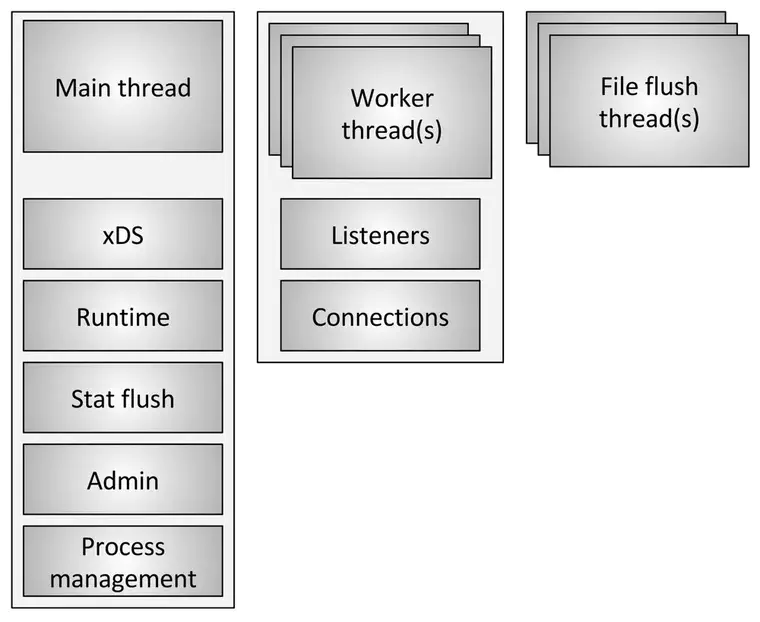 Main thread
xDS
Runtime
Stat flush
Admin
Process
management
Worker
thread(s)
Listeners
Connections
File flush
thread(s)